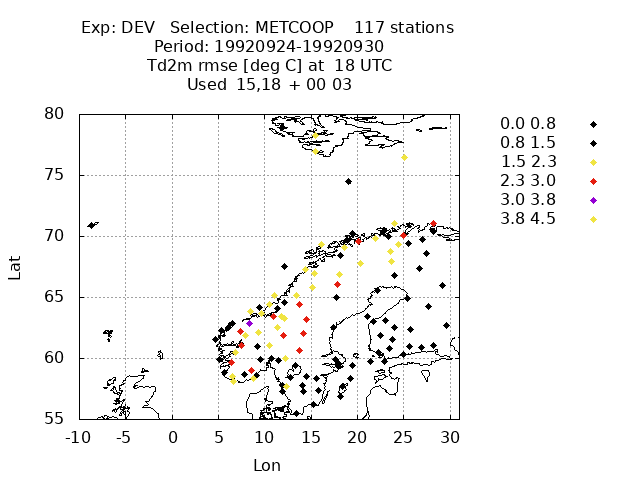 Exp: DEV Selection: METCOOP 117 stations
Period: 19920924-19920930
Td2m rmse [deg C] at 18 UTC
Used 15,18 + 00 03
80
75
70
65
60
55
Lat
-10 -5 0 5 10 15 20 25 30
Lon
0.0 0.8
0.8 1.5
1.5 2.3
2.3 3.0
3.0 3.8
3.8 4.5